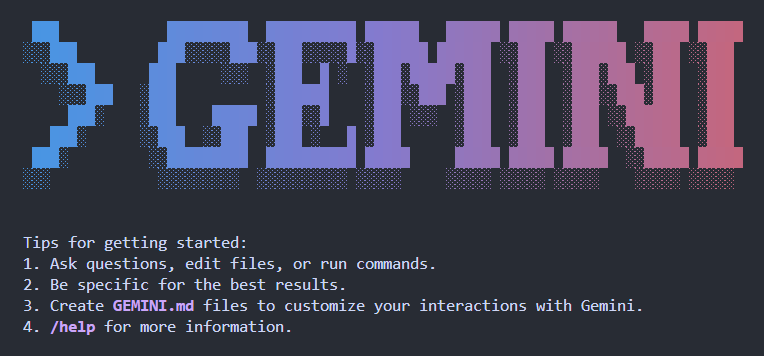 > GEMINI
Tips for getting started:
1. Ask questions, edit files, or run commands.
2. Be specific for the best results.
3. Create GEMINI.md files to customize your interactions with Gemini.
4. /help for more information.